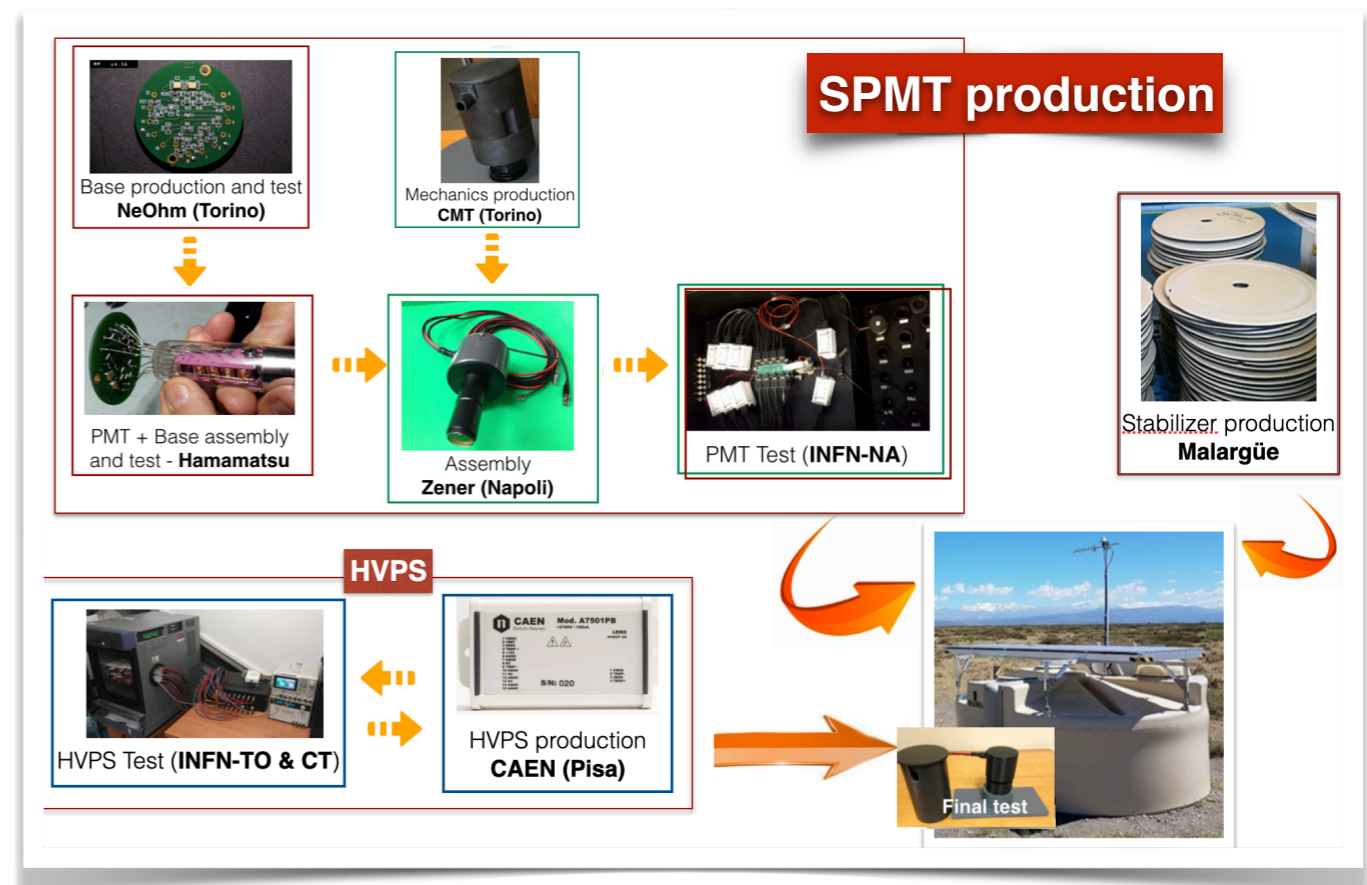 SPMT production
x4.56
Base production and test
NeOhm (Torino)
Mechanics production
CMT (Torino)
PMT + Base assembly
and test - Hamamatsu
Assembly
Zener (Napoli)
PMT Test (INFN-NA)
Stabilizer production
Malargüe
HVPS
HVPS Test (INFN-TO & CT)
CAEN Mod. A7501PB
S/N: 020
HVPS production
CAEN (Pisa)
Final test